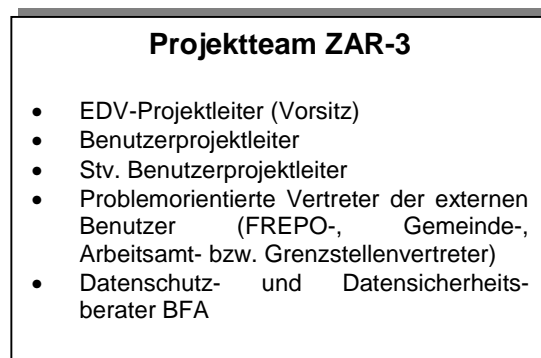 Projektteam ZAR-3
• EDV-Projektleiter (Vorsitz)
• Benutzerprojektleiter
• Stv. Benutzerprojektleiter
• Problemorientierte Vertreter der externen
Benutzer (FREPO-, Gemeinde-,
Arbeitsamt- bzw. Grenzstellenvertreter)
• Datenschutz- und Datensicherheits-
berater BFA